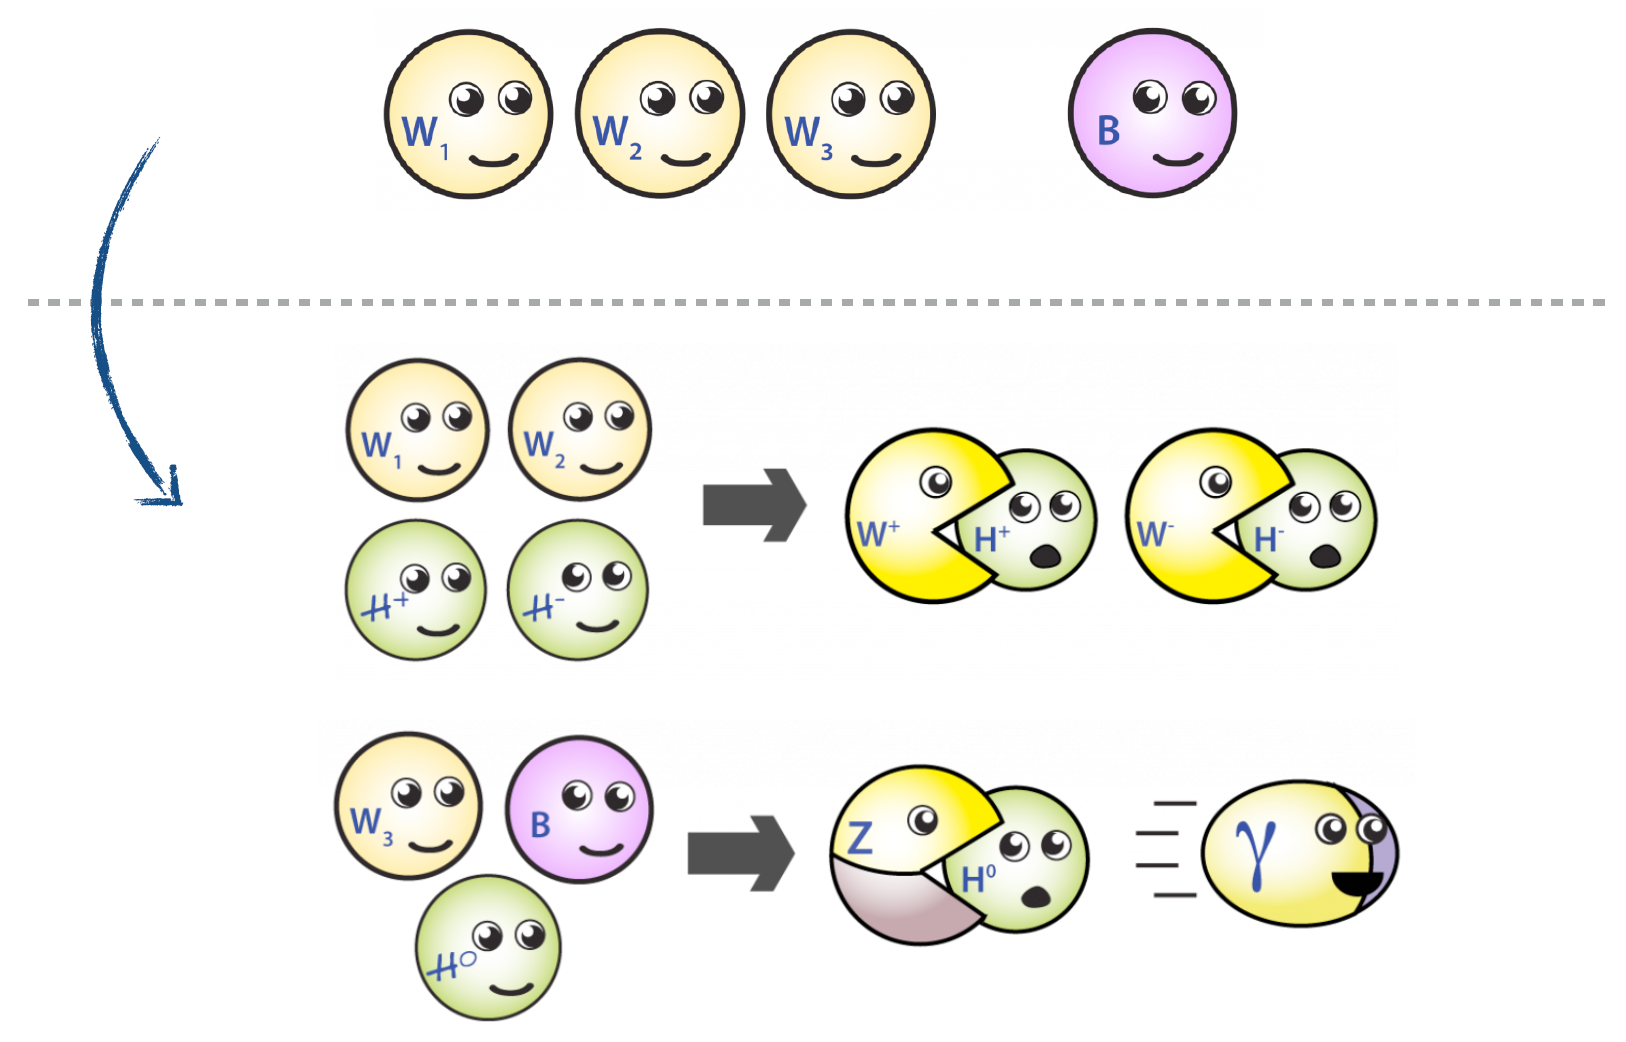 W₁ W₂ W₃ B
W₁ W₂
W⁺ H⁺ W⁻ H⁻
H⁺ H⁻
W₃ B
Z H⁰ γ
H⁰